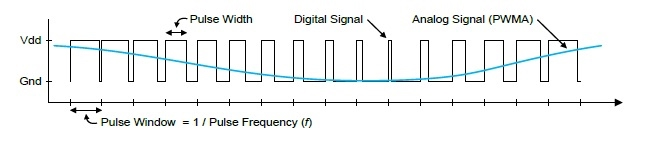 Pulse Width
Digital Signal
Analog Signal (PWMA)
Vdd
Gnd
Pulse Window = 1 / Pulse Frequency (f)